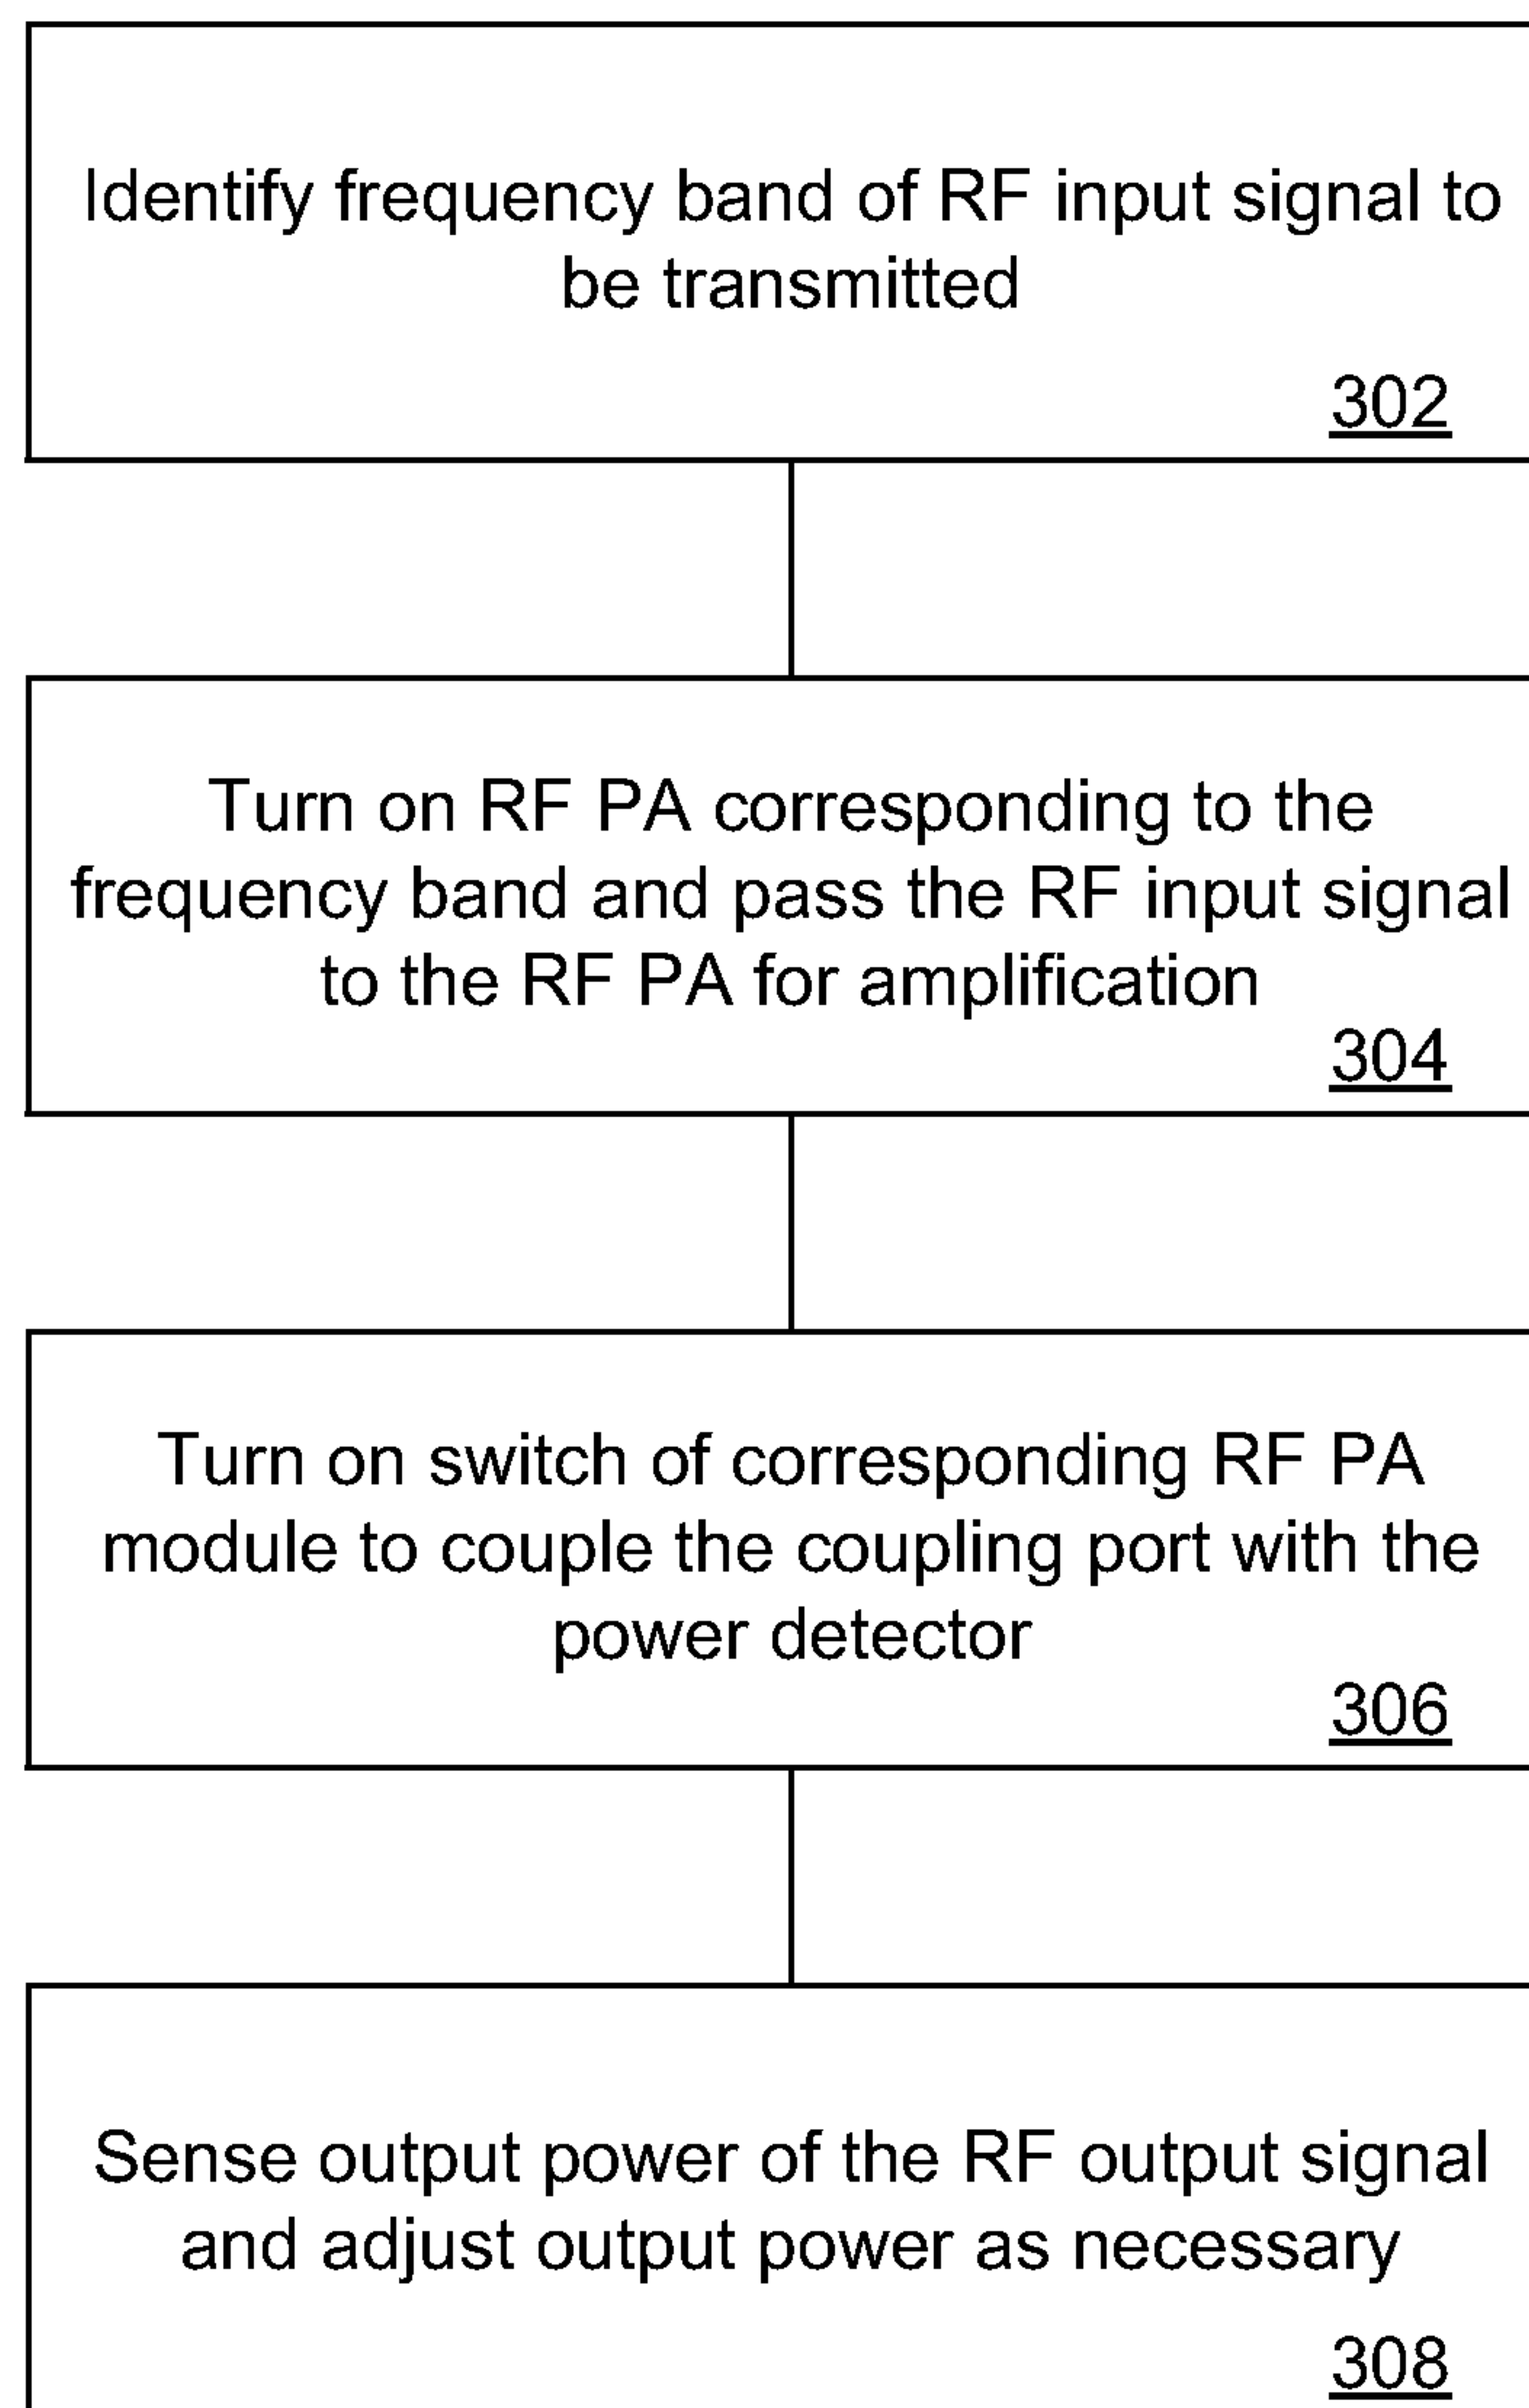 Identify frequency band of RF input signal to
be transmitted
302
Turn on RF PA corresponding to the
frequency band and pass the RF input signal
to the RF PA for amplification
304
Turn on switch of corresponding RF PA
module to couple the coupling port with the
power detector
306
Sense output power of the RF output signal
and adjust output power as necessary
308